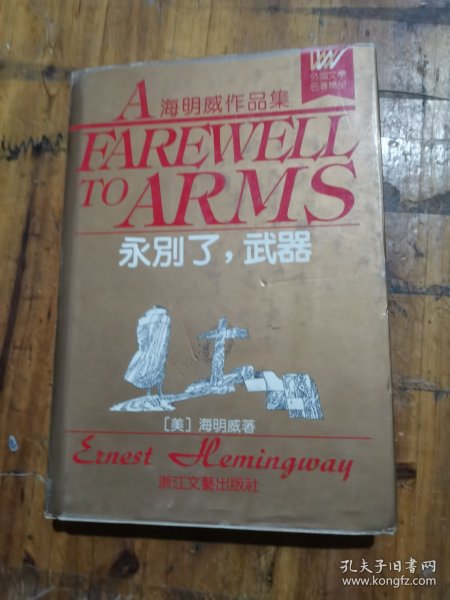 外国文学
名著精品
A 海明威作品集
FAREWELL
TO ARMS
永別了，武器
［美］海明威著
Ernest Hemingway
浙江文藝出版社
孔夫子旧书网
www.kongfz.com